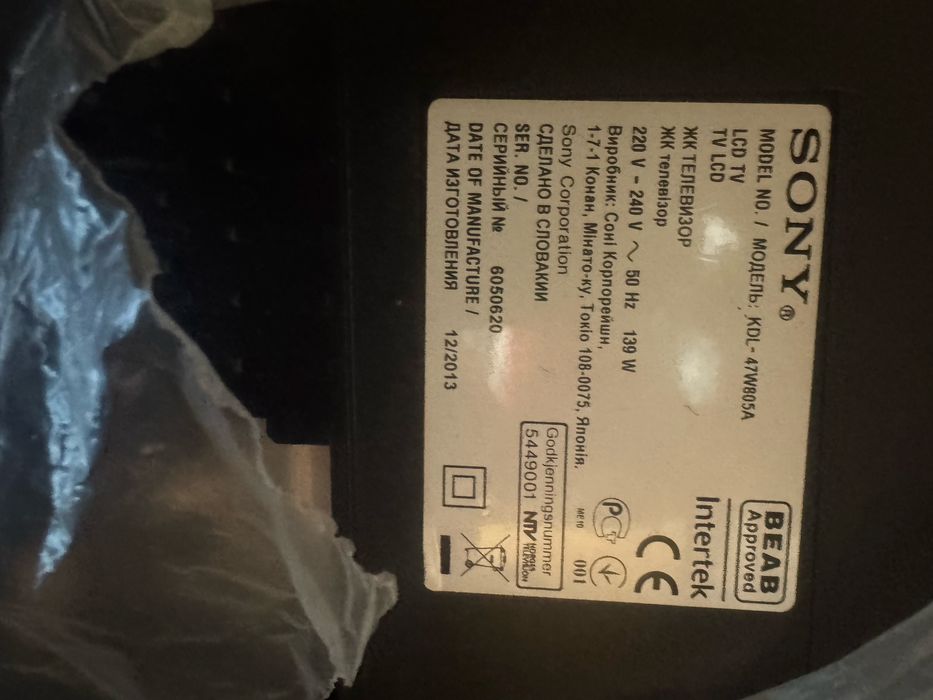 SONY®
MODEL NO. / МОДЕЛЬ: KDL- 47W805A
LCD TV
TV LCD
ЖК ТЕЛЕВИЗОР
ЖК телевізор
220 V - 240 V ~ 50 Hz 139 W
Виробник: Соні Корпорейшн,
1-7-1 Конан, Мінато-ку, Токіо 108-0075, Японія.
Sony Corporation
СДЕЛАНО В СЛОВАКИИ
SER. NO. /
СЕРИЙНЫЙ № 6050620
DATE OF MANUFACTURE /
ДАТА ИЗГОТОВЛЕНИЯ 12/2013
BEAB
Approved
Intertek
CE
РСТ
ME10
001
Godkjenningsnummer
5449001 NTV